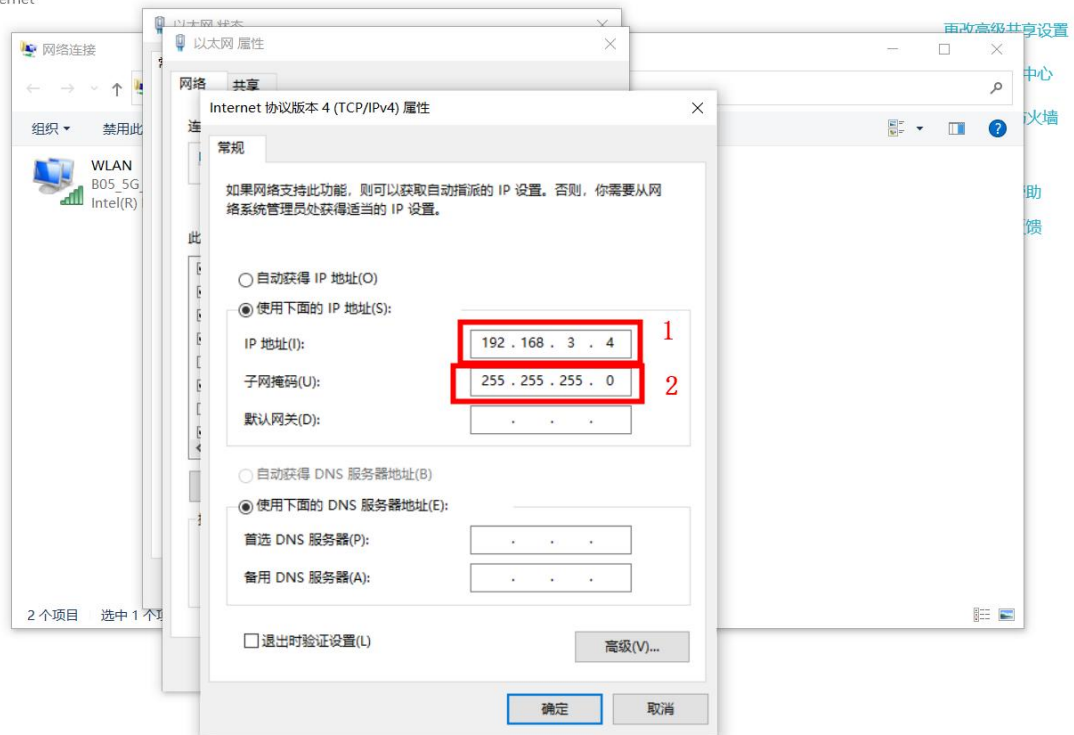 以太网 状态
更改高级共享设置
以太网 属性
网络连接
中心
网络
共享
Internet 协议版本 4 (TCP/IPv4) 属性
火墙
组织
禁用此
连
常规
WLAN
B05_5G_
Intel(R)
如果网络支持此功能，则可以获取自动指派的 IP 设置。否则，你需要从网
络系统管理员处获得适当的 IP 设置。
助
馈
此
自动获得 IP 地址(O)
使用下面的 IP 地址(S):
IP 地址(I):
192 . 168 . 3 . 4
1
子网掩码(U):
255 . 255 . 255 . 0
2
默认网关(D):
. . .
自动获得 DNS 服务器地址(B)
使用下面的 DNS 服务器地址(E):
首选 DNS 服务器(P):
. . .
备用 DNS 服务器(A):
. . .
2 个项目
选中 1 个项
退出时验证设置(L)
高级(V)...
确定
取消